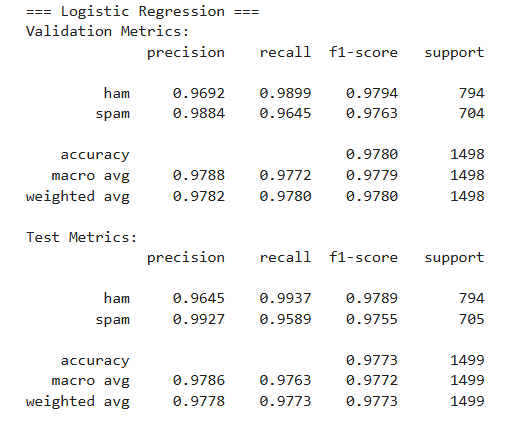 === Logistic Regression ===
Validation Metrics:
precision recall f1-score support
ham 0.9692 0.9899 0.9794 794
spam 0.9884 0.9645 0.9763 704
accuracy 0.9780 1498
macro avg 0.9788 0.9772 0.9779 1498
weighted avg 0.9782 0.9780 0.9780 1498
Test Metrics:
precision recall f1-score support
ham 0.9645 0.9937 0.9789 794
spam 0.9927 0.9589 0.9755 705
accuracy 0.9773 1499
macro avg 0.9786 0.9763 0.9772 1499
weighted avg 0.9778 0.9773 0.9773 1499